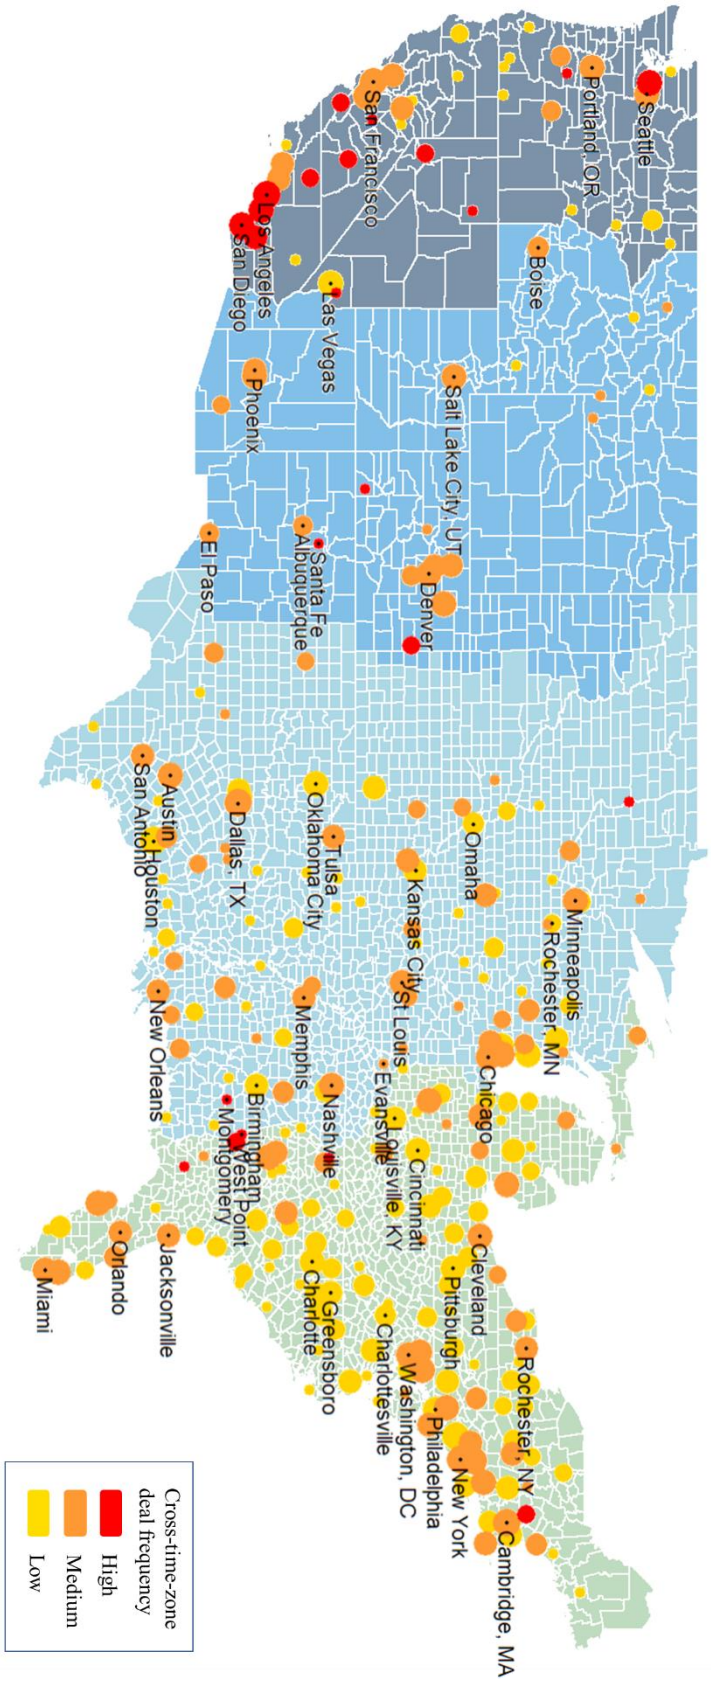 Seattle
Portland, OR
San Francisco
Los Angeles
San Diego
Las Vegas
Boise
Salt Lake City, UT
Phoenix
Albuquerque
Santa Fe
El Paso
Denver
San Antonio
Austin
Houston
Dallas, TX
Oklahoma City
Tulsa
Kansas City
Omaha
Minneapolis
Rochester, MN
St Louis
Memphis
New Orleans
Chicago
Evansville
Nashville
Birmingham
Montgomery
West Point
Louisville, KY
Cincinnati
Cleveland
Pittsburgh
Charlotte
Greensboro
Charlottesville
Jacksonville
Orlando
Miami
Washington, DC
Philadelphia
New York
Rochester, NY
Cambridge, MA
Cross-time-zone
deal frequency
High
Medium
Low